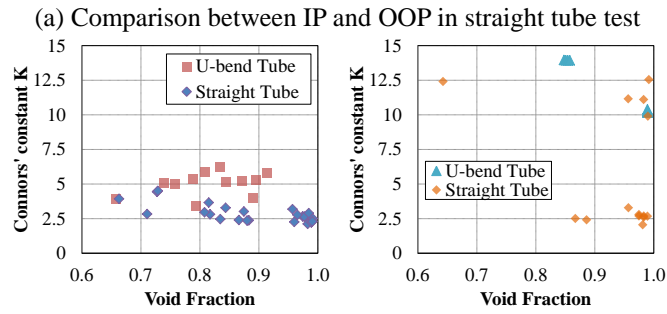 (a) Comparison between IP and OOP in straight tube test
Connors' constant K
15
12.5
10
7.5
5
2.5
0
U-bend Tube
Straight Tube
0.6 0.7 0.8 0.9 1.0
Void Fraction
Connors' constant K
15
12.5
10
7.5
5
2.5
0
U-bend Tube
Straight Tube
0.6 0.7 0.8 0.9 1.0
Void Fraction